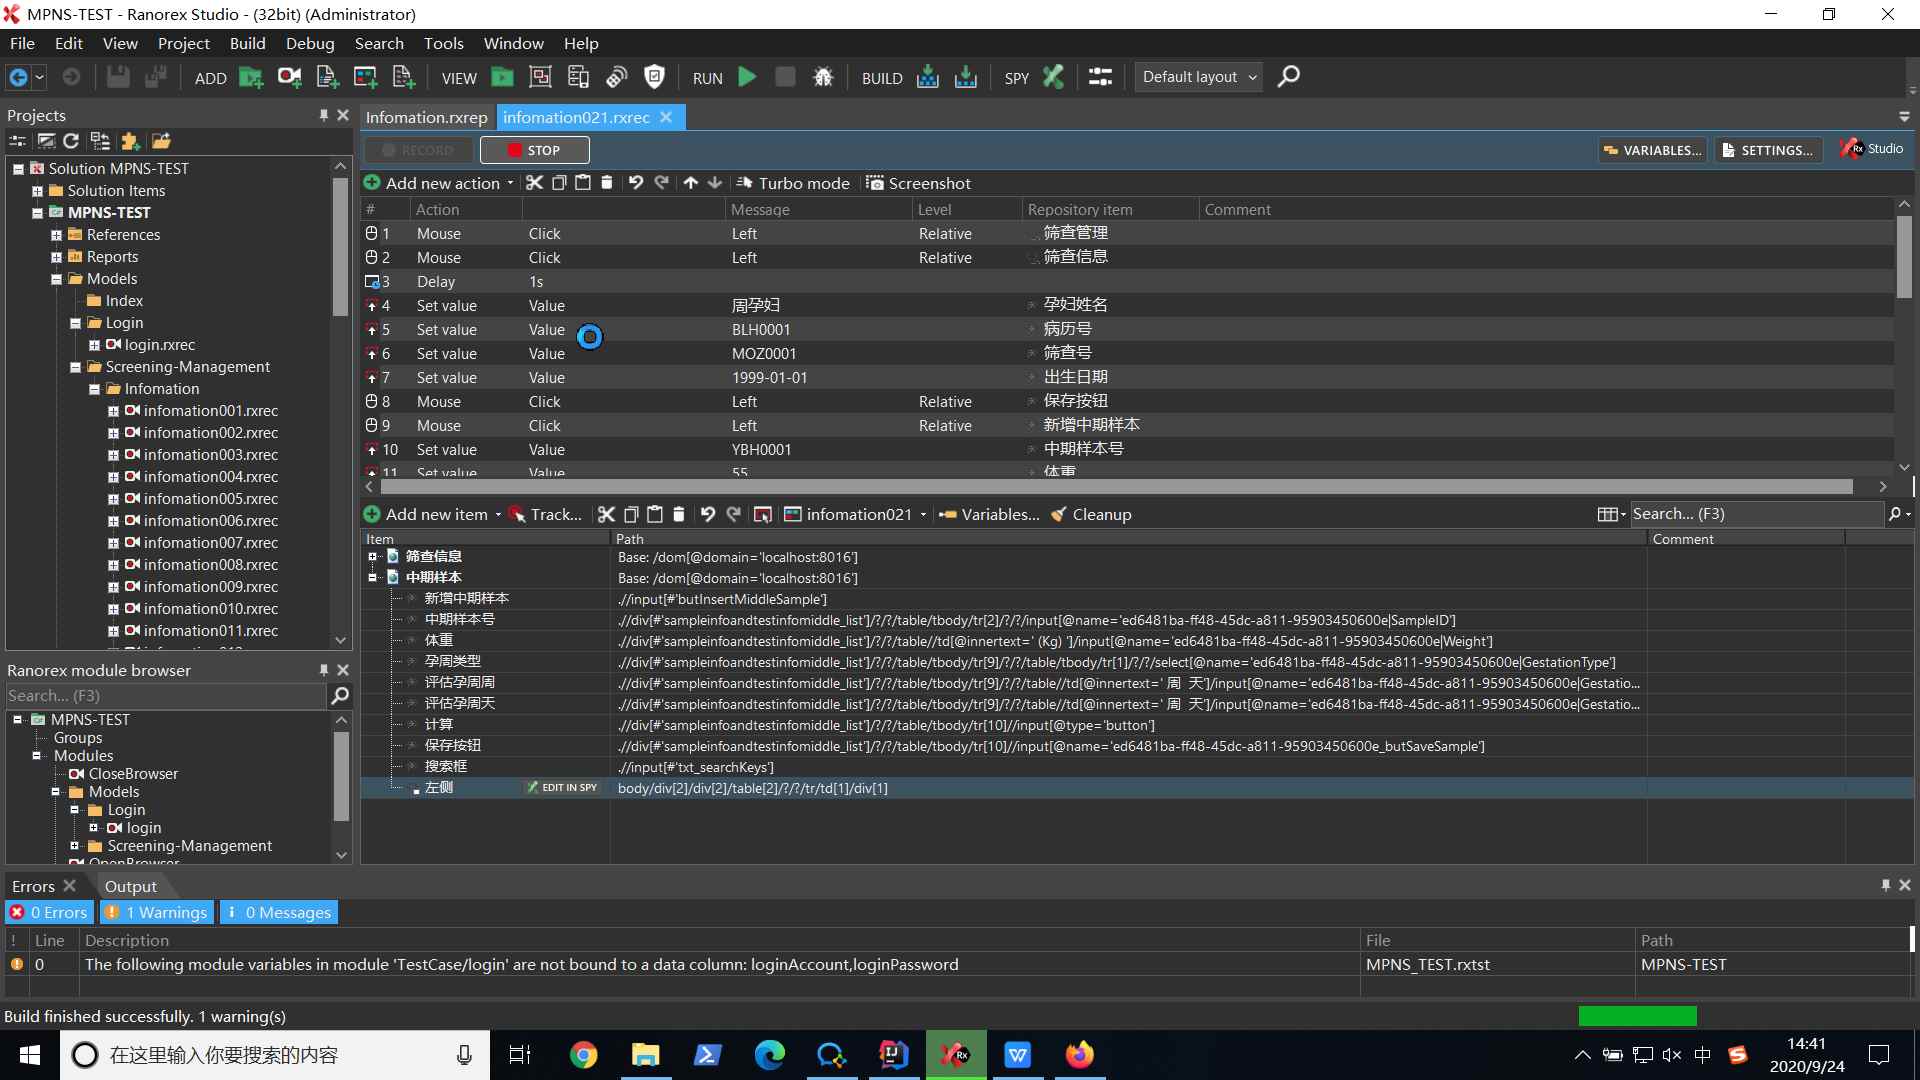 MPNS-TEST - Ranorex Studio - (32bit) (Administrator)
File Edit View Project Build Debug Search Tools Window Help
ADD VIEW RUN BUILD SPY Default layout
Projects
Solution MPNS-TEST
Solution Items
MPNS-TEST
References
Reports
Models
Index
Login
login.rxrec
Screening-Management
Infomation
infomation001.rxrec
infomation002.rxrec
infomation003.rxrec
infomation004.rxrec
infomation005.rxrec
infomation006.rxrec
infomation007.rxrec
infomation008.rxrec
infomation009.rxrec
infomation010.rxrec
infomation011.rxrec
Ranorex module browser
Search... (F3)
MPNS-TEST
Groups
Modules
CloseBrowser
Models
Login
login
Screening-Management
OpenBrowser
Infomation.rxrep infomation021.rxrec
RECORD STOP VARIABLES... SETTINGS... Rx Studio
Add new action Turbo mode Screenshot
# Action Message Level Repository item Comment
1 Mouse Click Left Relative 筛查管理
2 Mouse Click Left Relative 筛查信息
3 Delay 1s
4 Set value Value 周孕妇 孕妇姓名
5 Set value Value BLH0001 病历号
6 Set value Value MOZ0001 筛查号
7 Set value Value 1999-01-01 出生日期
8 Mouse Click Left Relative 保存按钮
9 Mouse Click Left Relative 新增中期样本
10 Set value Value YBH0001 中期样本号
11 Set value Value 55 体重
Add new item Track... infomation021 Variables... Cleanup Search... (F3)
Item Path Comment
筛查信息 Base: /dom[@domain='localhost:8016']
中期样本 Base: /dom[@domain='localhost:8016']
新增中期样本 .//input[#'butInsertMiddleSample']
中期样本号 .//div[#'sampleinfoandtestinfomiddle_list']/?/?/table/tbody/tr[2]/?/?/input[@name='ed6481ba-ff48-45dc-a811-95903450600e|SampleID']
体重 .//div[#'sampleinfoandtestinfomiddle_list']/?/?/table//td[@innertext=' (Kg) ']/input[@name='ed6481ba-ff48-45dc-a811-95903450600e|Weight']
孕周类型 .//div[#'sampleinfoandtestinfomiddle_list']/?/?/table/tbody/tr[9]/?/?/table/tbody/tr[1]/?/?/select[@name='ed6481ba-ff48-45dc-a811-95903450600e|GestationType']
评估孕周周 .//div[#'sampleinfoandtestinfomiddle_list']/?/?/table/tbody/tr[9]/?/?/table//td[@innertext=' 周 天']/input[@name='ed6481ba-ff48-45dc-a811-95903450600e|Gestatio...
评估孕周天 .//div[#'sampleinfoandtestinfomiddle_list']/?/?/table/tbody/tr[9]/?/?/table//td[@innertext=' 周 天']/input[@name='ed6481ba-ff48-45dc-a811-95903450600e|Gestatio...
计算 .//div[#'sampleinfoandtestinfomiddle_list']/?/?/table/tbody/tr[10]//input[@type='button']
保存按钮 .//div[#'sampleinfoandtestinfomiddle_list']/?/?/table/tbody/tr[10]//input[@name='ed6481ba-ff48-45dc-a811-95903450600e_butSaveSample']
搜索框 .//input[#'txt_searchKeys']
左侧 EDIT IN SPY body/div[2]/div[2]/table[2]/?/?/tr/td[1]/div[1]
Errors Output
0 Errors 1 Warnings 0 Messages
! Line Description File Path
0 The following module variables in module 'TestCase/login' are not bound to a data column: loginAccount,loginPassword MPNS_TEST.rxtst MPNS-TEST
Build finished successfully. 1 warning(s)
在这里输入你要搜索的内容
中
14:41
2020/9/24